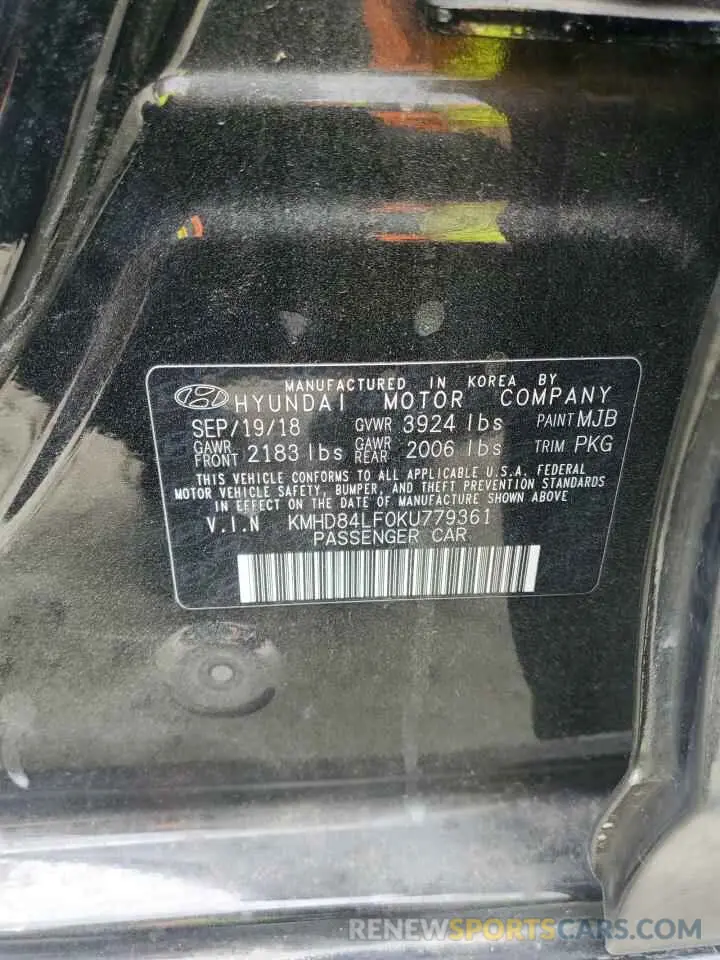 MANUFACTURED IN KOREA BY
HYUNDAI MOTOR COMPANY
SEP/19/18 GVWR 3924 lbs PAINT MJB
GAWR FRONT 2183 lbs GAWR REAR 2006 lbs TRIM PKG
THIS VEHICLE CONFORMS TO ALL APPLICABLE U.S.A. FEDERAL
MOTOR VEHICLE SAFETY, BUMPER, AND THEFT PREVENTION STANDARDS
IN EFFECT ON THE DATE OF MANUFACTURE SHOWN ABOVE
V.I.N KMHD84LF0KU779361
PASSENGER CAR
RENEWSPORTSCARS.COM